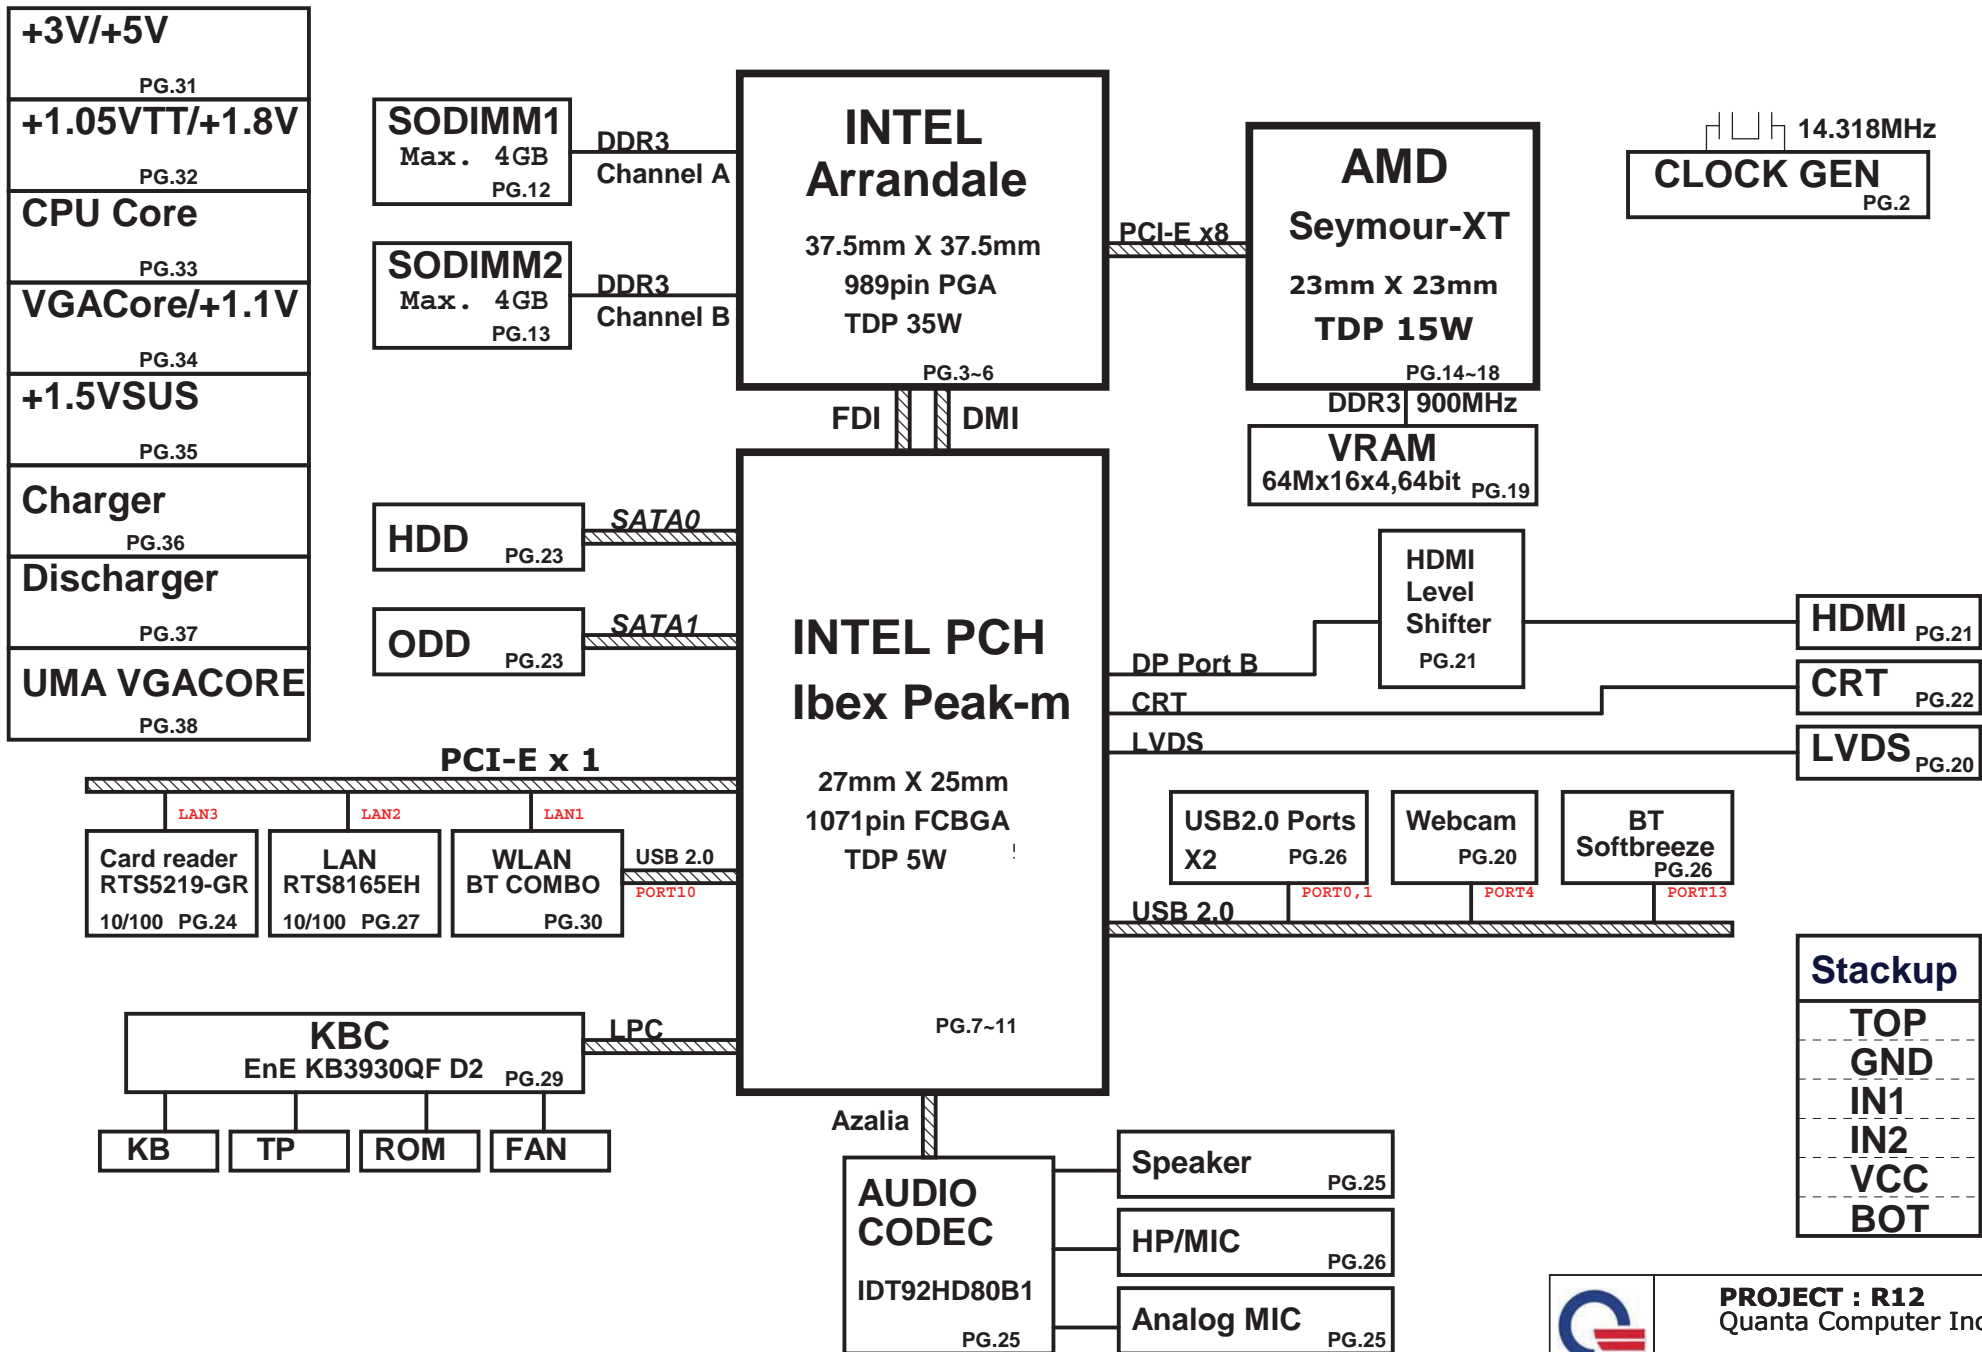 +3V/+5V
PG.31
+1.05VTT/+1.8V
PG.32
CPU Core
PG.33
VGACore/+1.1V
PG.34
+1.5VSUS
PG.35
Charger
PG.36
Discharger
PG.37
UMA VGACORE
PG.38
SODIMM1
Max. 4GB
PG.12
DDR3
Channel A
SODIMM2
Max. 4GB
PG.13
DDR3
Channel B
INTEL
Arrandale
37.5mm X 37.5mm
989pin PGA
TDP 35W
PG.3~6
PCI-E x8
AMD
Seymour-XT
23mm X 23mm
TDP 15W
PG.14~18
DDR3 900MHz
VRAM
64Mx16x4,64bit PG.19
14.318MHz
CLOCK GEN
PG.2
FDI DMI
HDD PG.23
SATA0
ODD PG.23
SATA1
INTEL PCH
Ibex Peak-m
27mm X 25mm
1071pin FCBGA
TDP 5W !
PG.7~11
HDMI
Level
Shifter
PG.21
DP Port B
CRT
LVDS
HDMI PG.21
CRT PG.22
LVDS PG.20
PCI-E x 1
LAN3
LAN2
LAN1
Card reader
RTS5219-GR
10/100 PG.24
LAN
RTS8165EH
10/100 PG.27
WLAN
BT COMBO
PG.30
USB 2.0
PORT10
USB2.0 Ports
X2 PG.26
Webcam
PG.20
BT
Softbreeze
PG.26
PORT0,1
PORT4
PORT13
USB 2.0
KBC
EnE KB3930QF D2 PG.29
LPC
KB
TP
ROM
FAN
Azalia
AUDIO
CODEC
IDT92HD80B1
PG.25
Speaker
PG.25
HP/MIC
PG.26
Analog MIC
PG.25
Stackup
TOP
GND
IN1
IN2
VCC
BOT
PROJECT : R12
Quanta Computer Inc